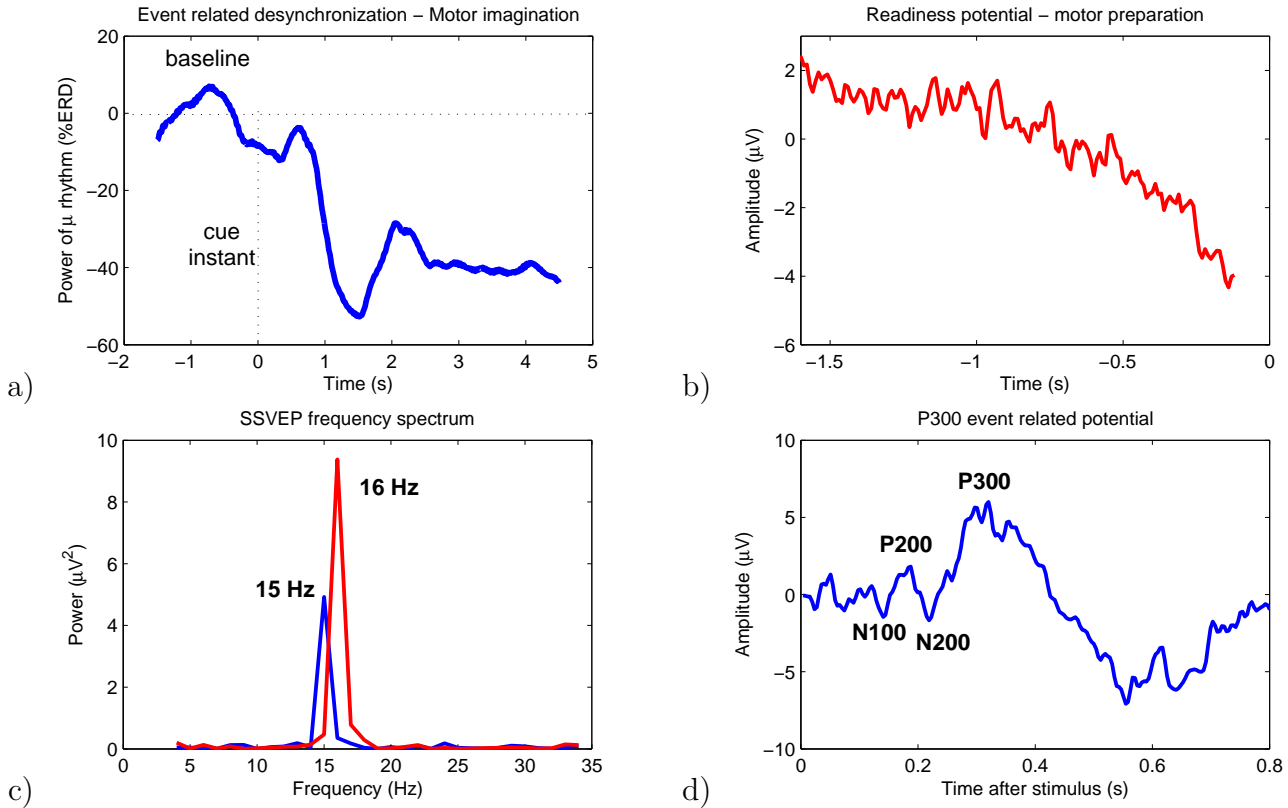 Event related desynchronization − Motor imagination
20
0
−20
−40
−60
Power of μ rhythm (%ERD)
baseline
cue
instant
−2 −1 0 1 2 3 4 5
Time (s)
a)
Readiness potential − motor preparation
2
0
−2
−4
−6
Amplitude (μV)
−1.5 −1 −0.5 0
Time (s)
b)
SSVEP frequency spectrum
10
8
6
4
2
0
Power (μV²)
16 Hz
15 Hz
0 5 10 15 20 25 30 35
Frequency (Hz)
c)
P300 event related potential
10
5
0
−5
−10
Amplitude (μV)
P300
P200
N100
N200
0 0.2 0.4 0.6 0.8
Time after stimulus (s)
d)